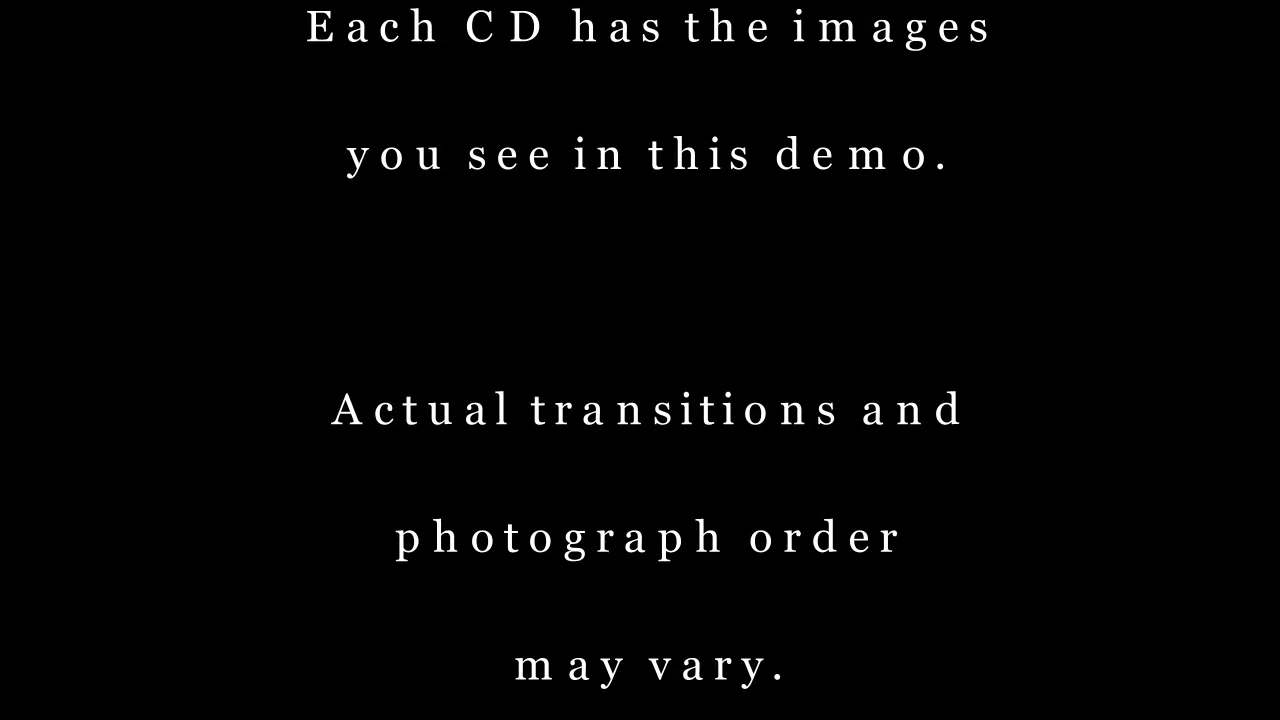 Each CD has the images
you see in this demo.
Actual transitions and
photograph order
may vary.